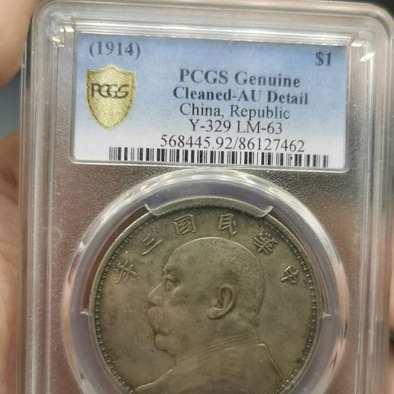 (1914) $1
PCGS
PCGS Genuine
Cleaned-AU Detail
China, Republic
Y-329 LM-63
568445.92/86127462
年三國民華中